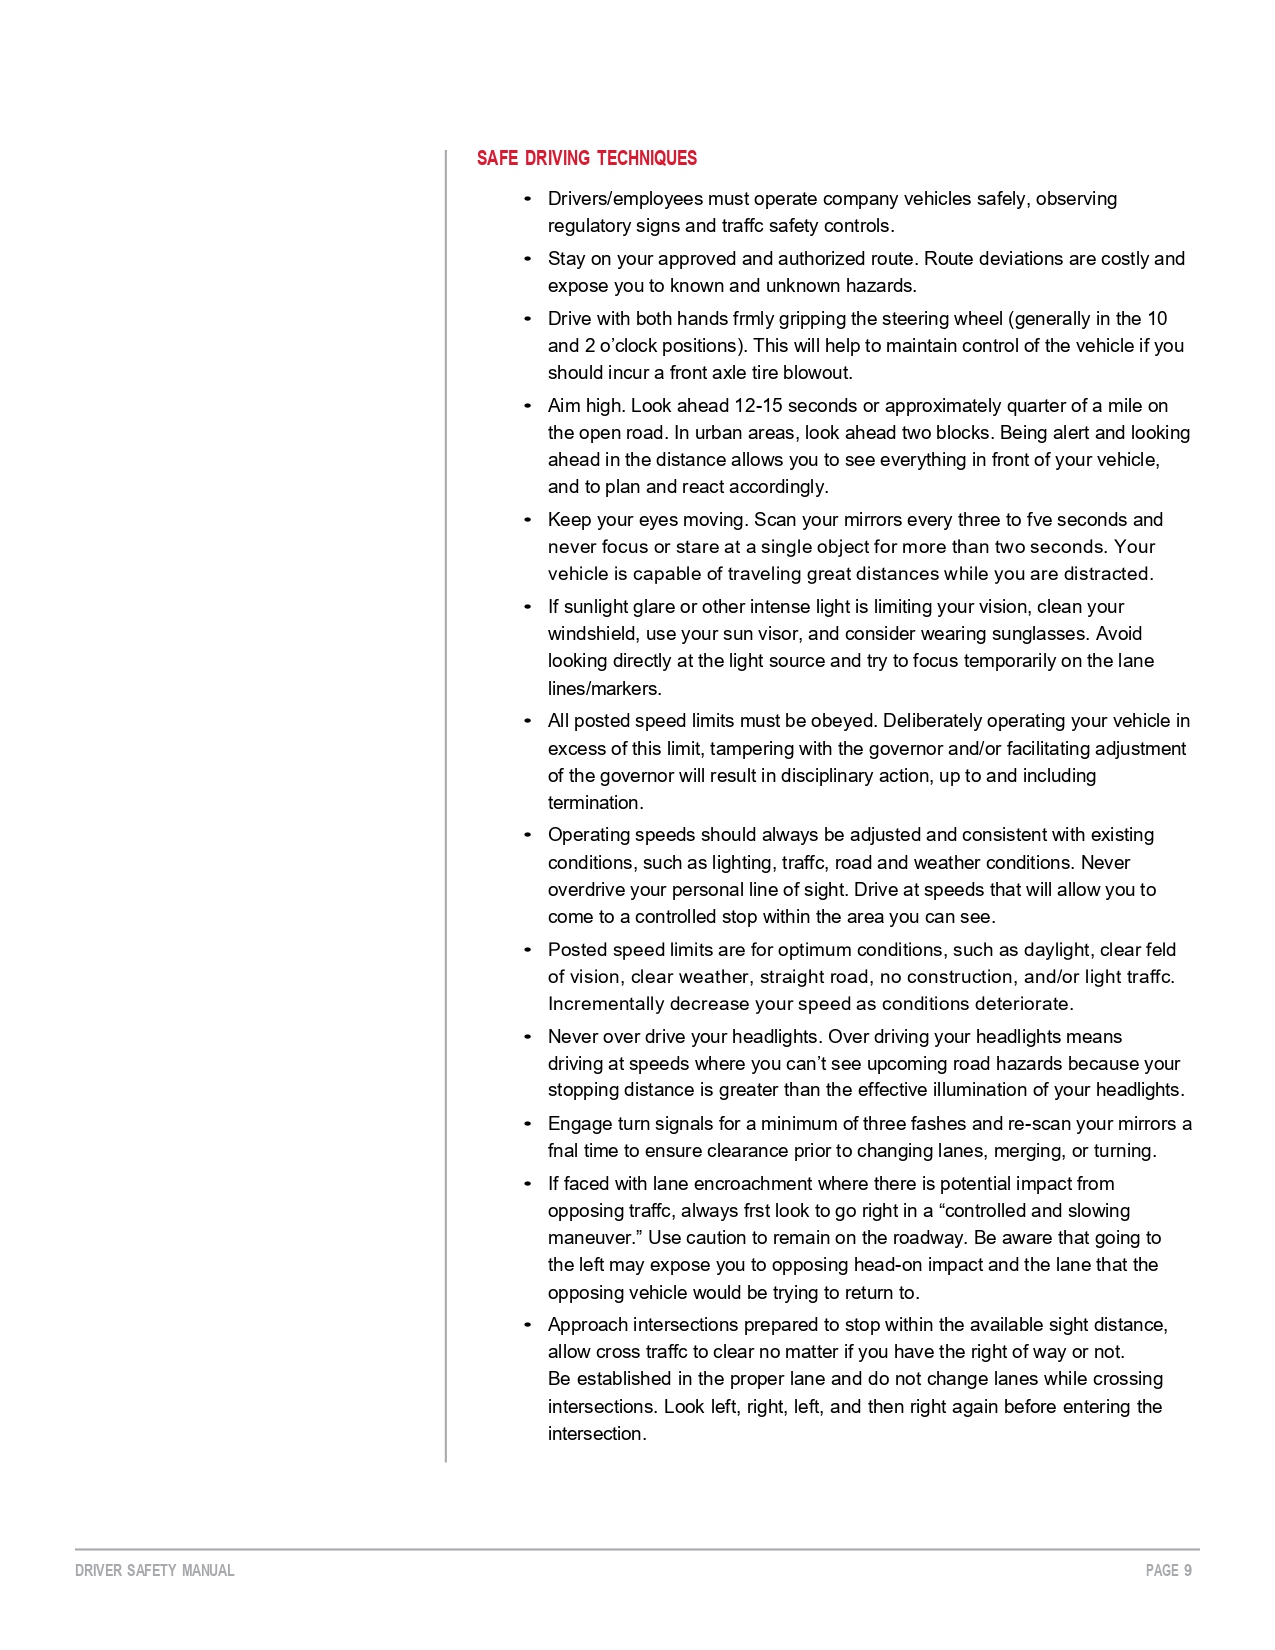 SAFE DRIVING TECHNIQUES
• Drivers/employees must operate company vehicles safely, observing
regulatory signs and traffc safety controls.
• Stay on your approved and authorized route. Route deviations are costly and
expose you to known and unknown hazards.
• Drive with both hands frmly gripping the steering wheel (generally in the 10
and 2 o’clock positions). This will help to maintain control of the vehicle if you
should incur a front axle tire blowout.
• Aim high. Look ahead 12-15 seconds or approximately quarter of a mile on
the open road. In urban areas, look ahead two blocks. Being alert and looking
ahead in the distance allows you to see everything in front of your vehicle,
and to plan and react accordingly.
• Keep your eyes moving. Scan your mirrors every three to fve seconds and
never focus or stare at a single object for more than two seconds. Your
vehicle is capable of traveling great distances while you are distracted.
• If sunlight glare or other intense light is limiting your vision, clean your
windshield, use your sun visor, and consider wearing sunglasses. Avoid
looking directly at the light source and try to focus temporarily on the lane
lines/markers.
• All posted speed limits must be obeyed. Deliberately operating your vehicle in
excess of this limit, tampering with the governor and/or facilitating adjustment
of the governor will result in disciplinary action, up to and including
termination.
• Operating speeds should always be adjusted and consistent with existing
conditions, such as lighting, traffc, road and weather conditions. Never
overdrive your personal line of sight. Drive at speeds that will allow you to
come to a controlled stop within the area you can see.
• Posted speed limits are for optimum conditions, such as daylight, clear feld
of vision, clear weather, straight road, no construction, and/or light traffc.
Incrementally decrease your speed as conditions deteriorate.
• Never over drive your headlights. Over driving your headlights means
driving at speeds where you can’t see upcoming road hazards because your
stopping distance is greater than the effective illumination of your headlights.
• Engage turn signals for a minimum of three fashes and re-scan your mirrors a
fnal time to ensure clearance prior to changing lanes, merging, or turning.
• If faced with lane encroachment where there is potential impact from
opposing traffc, always frst look to go right in a “controlled and slowing
maneuver.” Use caution to remain on the roadway. Be aware that going to
the left may expose you to opposing head-on impact and the lane that the
opposing vehicle would be trying to return to.
• Approach intersections prepared to stop within the available sight distance,
allow cross traffc to clear no matter if you have the right of way or not.
Be established in the proper lane and do not change lanes while crossing
intersections. Look left, right, left, and then right again before entering the
intersection.
DRIVER SAFETY MANUAL
PAGE 9